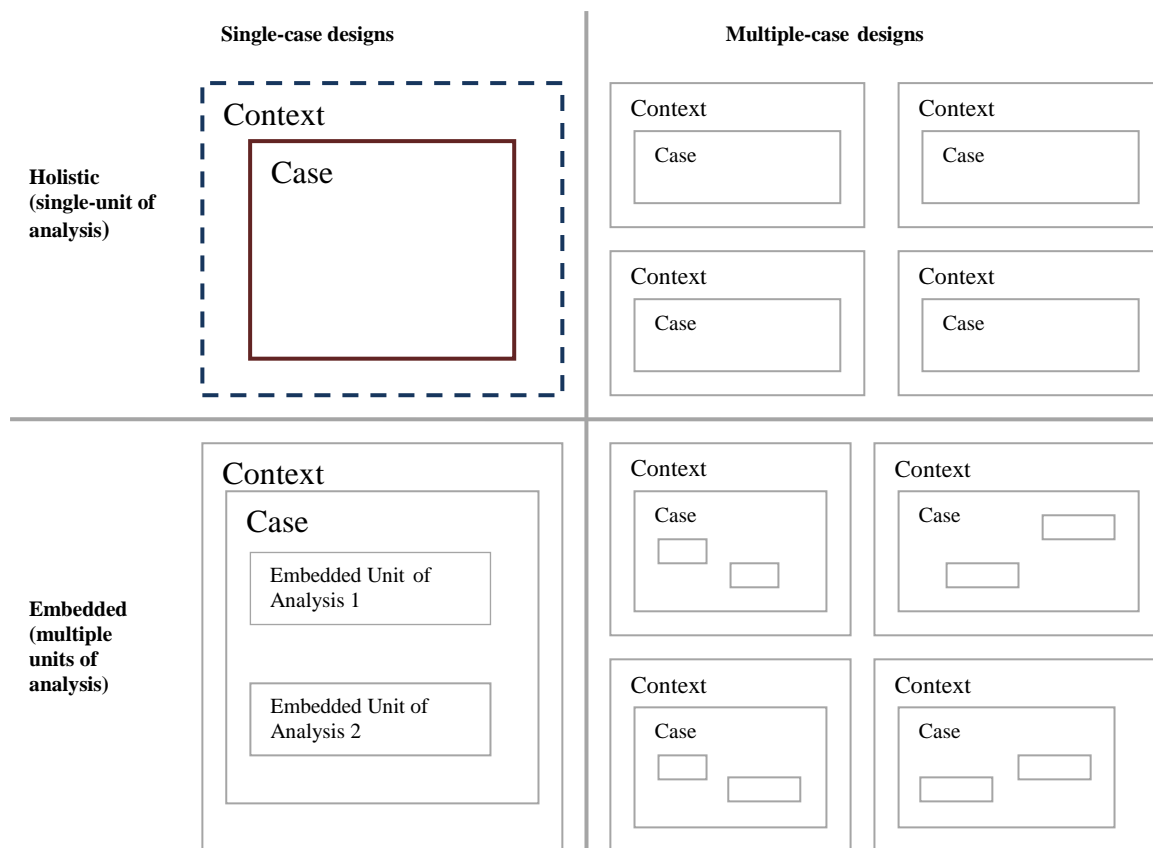 Single-case designs
Multiple-case designs
Holistic
(single-unit of
analysis)
Context
Case
Context
Case
Context
Case
Context
Case
Context
Case
Embedded
(multiple
units of
analysis)
Context
Case
Embedded Unit of
Analysis 1
Embedded Unit of
Analysis 2
Context
Case
Context
Case
Context
Case
Context
Case